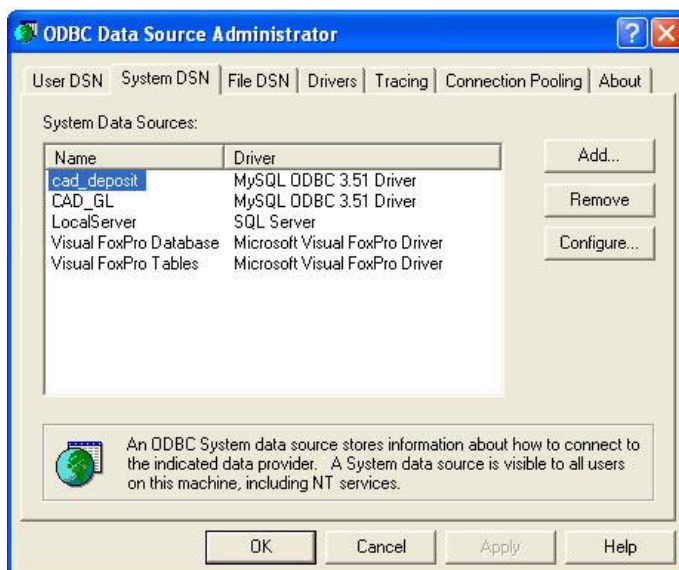 ODBC Data Source Administrator
User DSN System DSN File DSN Drivers Tracing Connection Pooling About
System Data Sources:
Name Driver Add...
cad_deposit MySQL ODBC 3.51 Driver
CAD_GL MySQL ODBC 3.51 Driver Remove
LocalServer SQL Server
Visual FoxPro Database Microsoft Visual FoxPro Driver Configure...
Visual FoxPro Tables Microsoft Visual FoxPro Driver
An ODBC System data source stores information about how to connect to
the indicated data provider. A System data source is visible to all users
on this machine, including NT services.
OK Cancel Apply Help